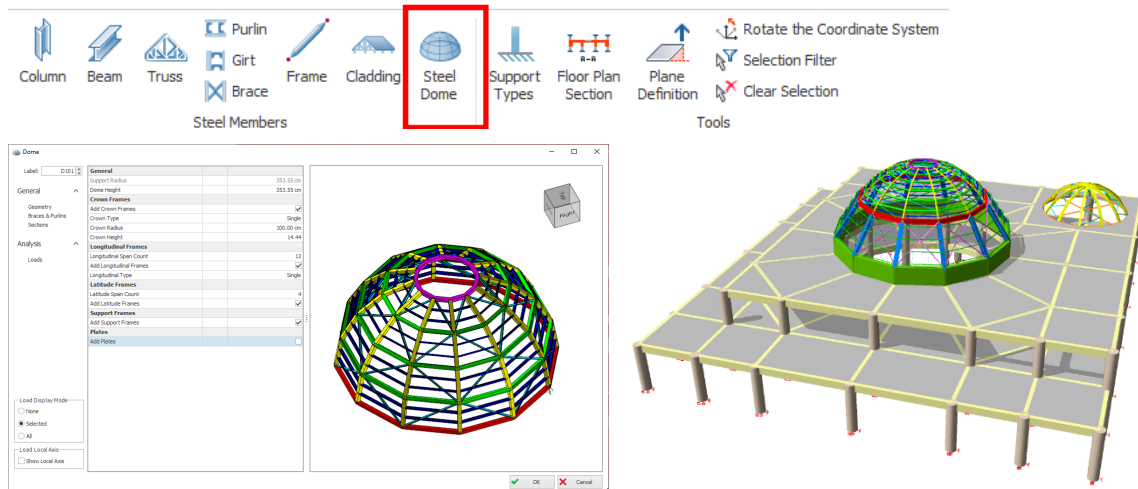 Column
Beam
Truss
Purlin
Girt
Brace
Frame
Cladding
Steel
Dome
Support
Types
Floor Plan
Section
A-A
Plane
Definition
Rotate the Coordinate System
Selection Filter
Clear Selection
Steel Members
Tools
Dome
Label: D101
General
Geometry
Braces & Purlins
Sections
Analysis
Loads
General
Support Radius 353.55 cm
Dome Height 353.55 cm
Crown Frames
Add Crown Frames
Crown Type Single
Crown Radius 100.00 cm
Crown Height 14.44
Longitudinal Frames
Longitudinal Span Count 12
Add Longitudinal Frames
Longitudinal Type Single
Latitude Frames
Latitude Span Count 4
Add Latitude Frames
Support Frames
Add Support Frames
Plates
Add Plates
Load Display Mode
None
Selected
All
Load Local Axis
Show Local Axis
Right
OK
Cancel